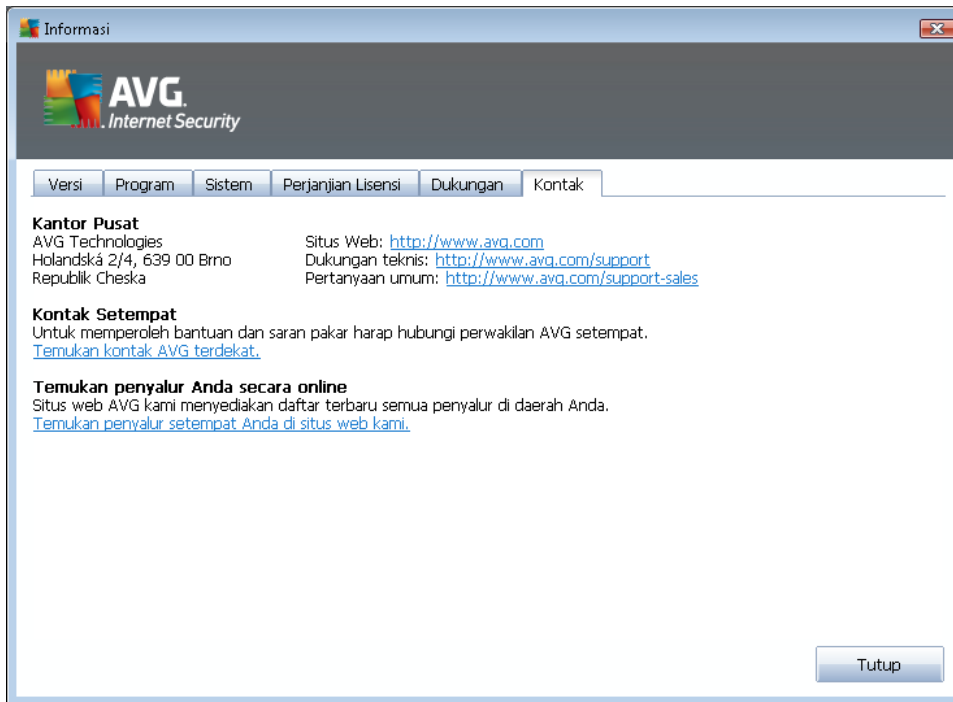 Informasi
AVG.
Internet Security
Versi Program Sistem Perjanjian Lisensi Dukungan Kontak
Kantor Pusat
AVG Technologies Situs Web: http://www.avg.com
Holandská 2/4, 639 00 Brno Dukungan teknis: http://www.avg.com/support
Republik Cheska Pertanyaan umum: http://www.avg.com/support-sales
Kontak Setempat
Untuk memperoleh bantuan dan saran pakar harap hubungi perwakilan AVG setempat.
Temukan kontak AVG terdekat.
Temukan penyalur Anda secara online
Situs web AVG kami menyediakan daftar terbaru semua penyalur di daerah Anda.
Temukan penyalur setempat Anda di situs web kami.
Tutup